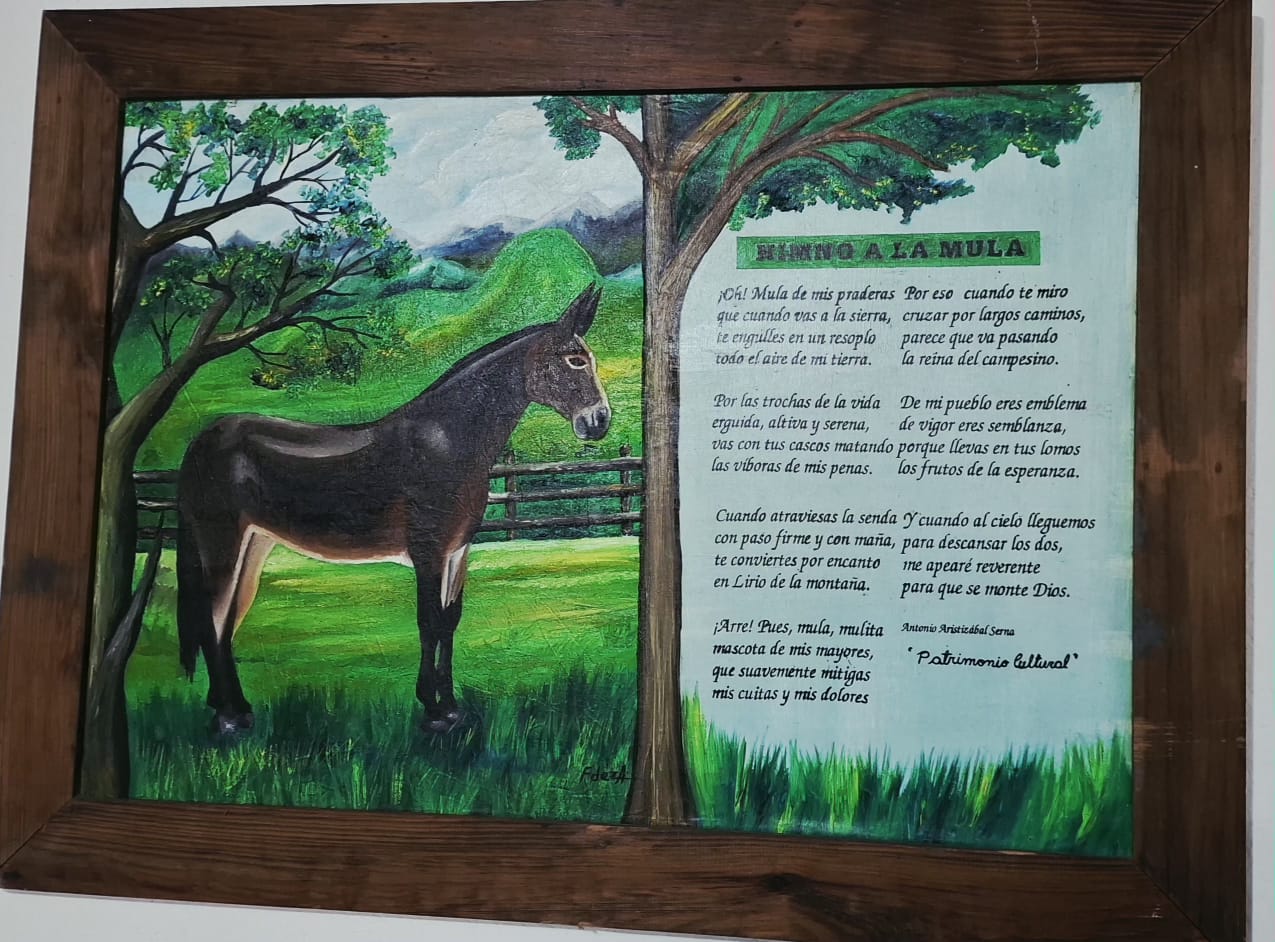 HIMNO A LA MULA
¡Oh! Mula de mis praderas
que cuando vas a la sierra,
te engulles en un resoplo
todo el aire de mi tierra.
Por las trochas de la vida
erguida, altiva y serena,
vas con tus cascos matando
las víboras de mis penas.
Cuando atraviesas la senda
con paso firme y con maña,
te conviertes por encanto
en Lirio de la montaña.
¡Arre! Pues, mula, mulita
mascota de mis mayores,
que suavemente mitigas
mis cuitas y mis dolores
Por eso cuando te miro
cruzar por largos caminos,
parece que va pasando
la reina del campesino.
De mi pueblo eres emblema
de vigor eres semblanza,
porque llevas en tus lomos
los frutos de la esperanza.
Y cuando al cielo lleguemos
para descansar los dos,
me apearé reverente
para que se monte Dios.
Antonio Aristizábal Serna
"Patrimonio Cultural"